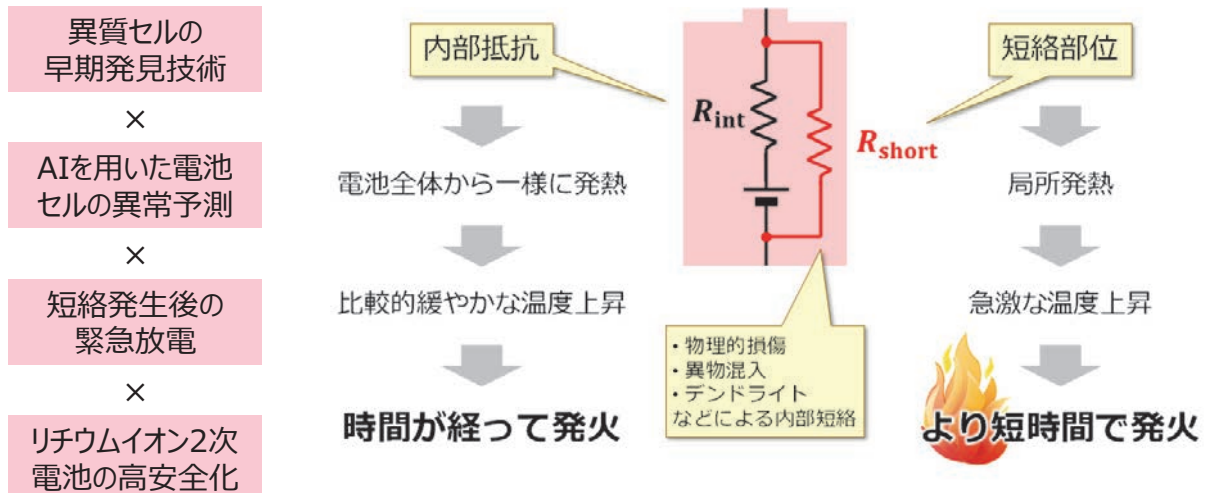 異質セルの
早期発見技術
×
AIを用いた電池
セルの異常予測
×
短絡発生後の
緊急放電
×
リチウムイオン2次
電池の高安全化
内部抵抗
電池全体から一様に発熱
比較的緩やかな温度上昇
時間が経って発火
Rint
Rshort
・物理的損傷
・異物混入
・デンドライト
などによる内部短絡
短絡部位
局所発熱
急激な温度上昇
より短時間で発火